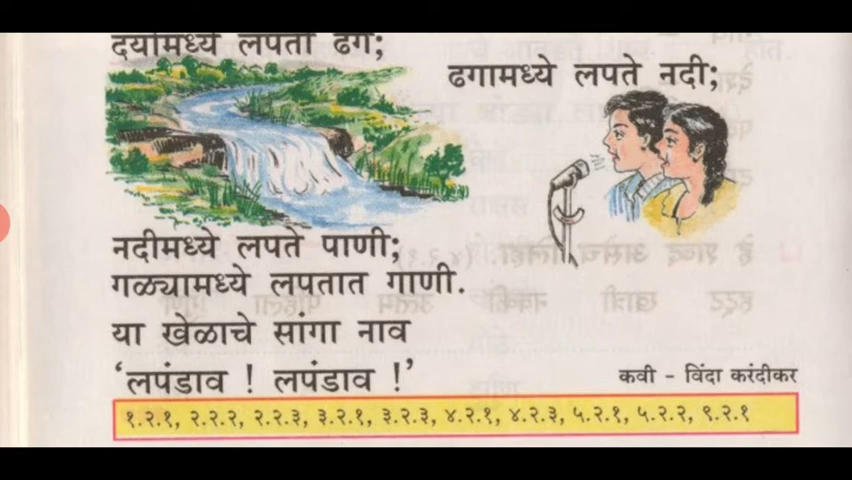 दर्यामध्ये लपतो ढग;
ढगामध्ये लपते नदी;
नदीमध्ये लपते पाणी;
गळ्यामध्ये लपतात गाणी.
या खेळाचे सांगा नाव
‘लपंडाव ! लपंडाव !’
कवी - विंदा करंदीकर
१.२.१, २.२.२, २.२.३, ३.२.१, ३.२.३, ४.२.१, ४.२.३, ५.२.१, ५.२.२, ९.२.१